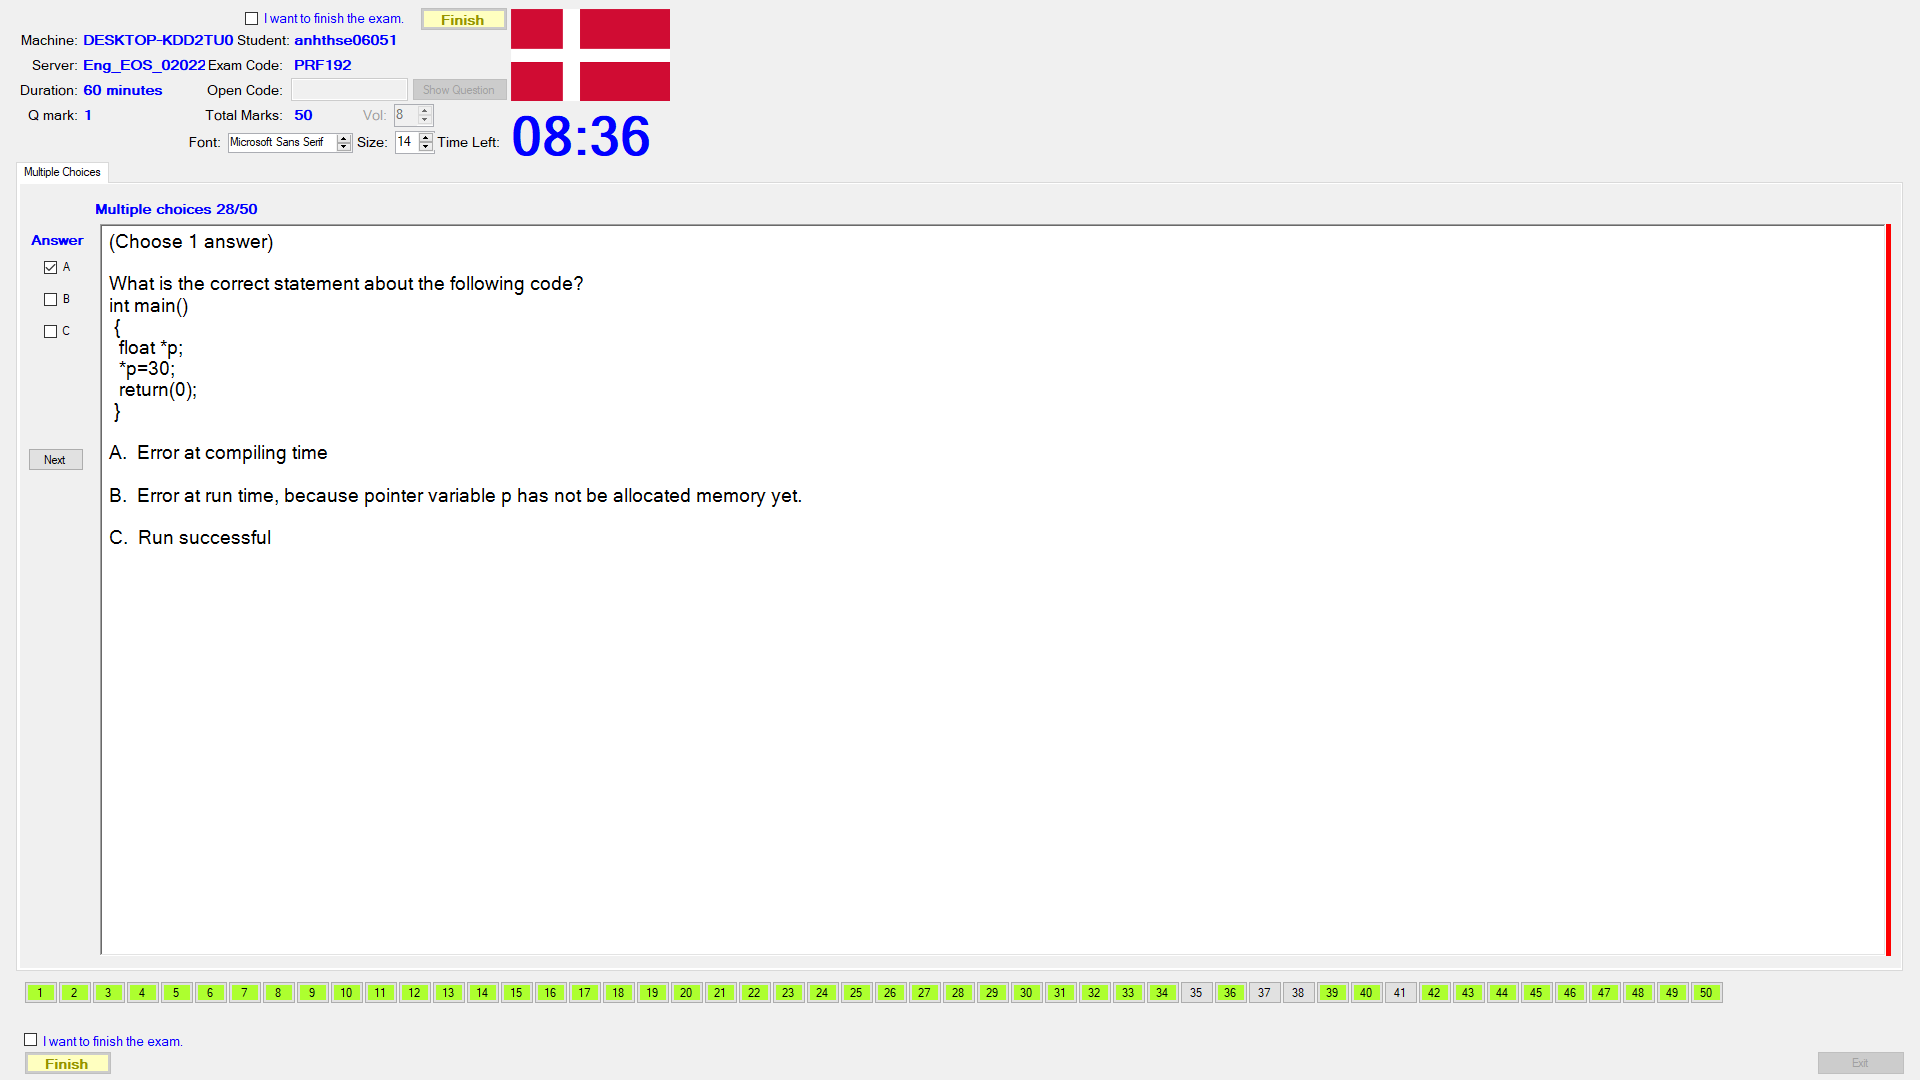 I want to finish the exam.
Finish
Machine: DESKTOP-KDD2TU0 Student: anhthse06051
Server: Eng_EOS_02022 Exam Code: PRF192
Duration: 60 minutes Open Code: Show Question
Q mark: 1 Total Marks: 50 Vol: 8
Font: Microsoft Sans Serif Size: 14 Time Left: 08:36
Multiple Choices
Multiple choices 28/50
Answer
A
B
C
Next
(Choose 1 answer)
What is the correct statement about the following code?
int main()
{
float *p;
*p=30;
return(0);
}
A. Error at compiling time
B. Error at run time, because pointer variable p has not be allocated memory yet.
C. Run successful
1 2 3 4 5 6 7 8 9 10 11 12 13 14 15 16 17 18 19 20 21 22 23 24 25 26 27 28 29 30 31 32 33 34 35 36 37 38 39 40 41 42 43 44 45 46 47 48 49 50
I want to finish the exam.
Finish
Exit